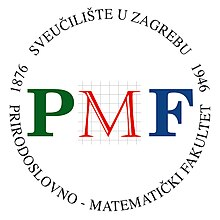 1876 SVEUČILIŠTE U ZAGREBU 1946
PMF
PRIRODOSLOVNO - MATEMATIČKI FAKULTET